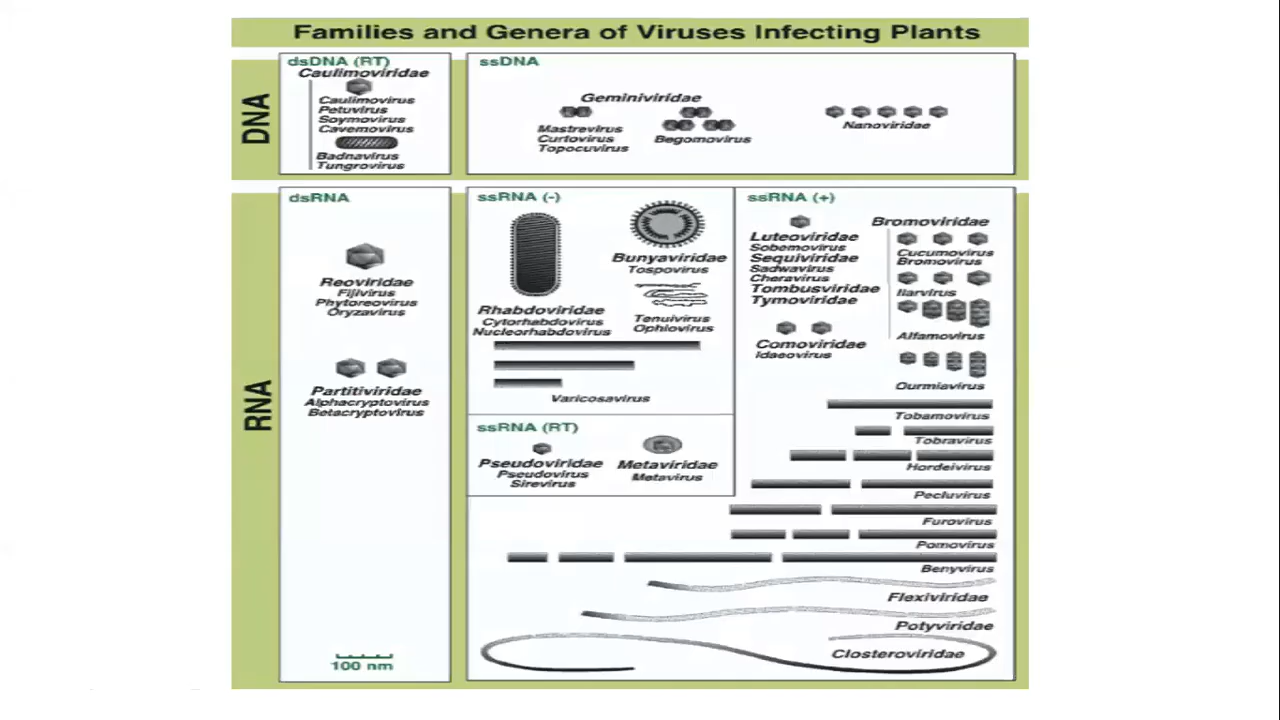 Families and Genera of Viruses Infecting Plants
DNA
dsDNA (RT)
Caulimoviridae
Caulimovirus
Petuvirus
Soymovirus
Cavemovirus
Badnavirus
Tungrovirus
ssDNA
Geminiviridae
Mastrevirus
Curtovirus
Topocuvirus
Begomovirus
Nanoviridae
RNA
dsRNA
Reoviridae
Fijivirus
Phytoreovirus
Oryzavirus
Partitiviridae
Alphacryptovirus
Betacryptovirus
100 nm
ssRNA (-)
Rhabdoviridae
Cytorhabdovirus
Nucleorhabdovirus
Bunyaviridae
Tospovirus
Tenuivirus
Ophiovirus
Varicosavirus
ssRNA (RT)
Pseudoviridae
Pseudovirus
Sirevirus
Metaviridae
Metavirus
ssRNA (+)
Luteoviridae
Sobemovirus
Sequiviridae
Sadwavirus
Cheravirus
Tombusviridae
Tymoviridae
Comoviridae
Idaeovirus
Bromoviridae
Cucumovirus
Bromovirus
Ilarvirus
Alfamovirus
Ourmiavirus
Tobamovirus
Tobravirus
Hordeivirus
Pecluvirus
Furovirus
Pomovirus
Benyvirus
Flexiviridae
Potyviridae
Closteroviridae